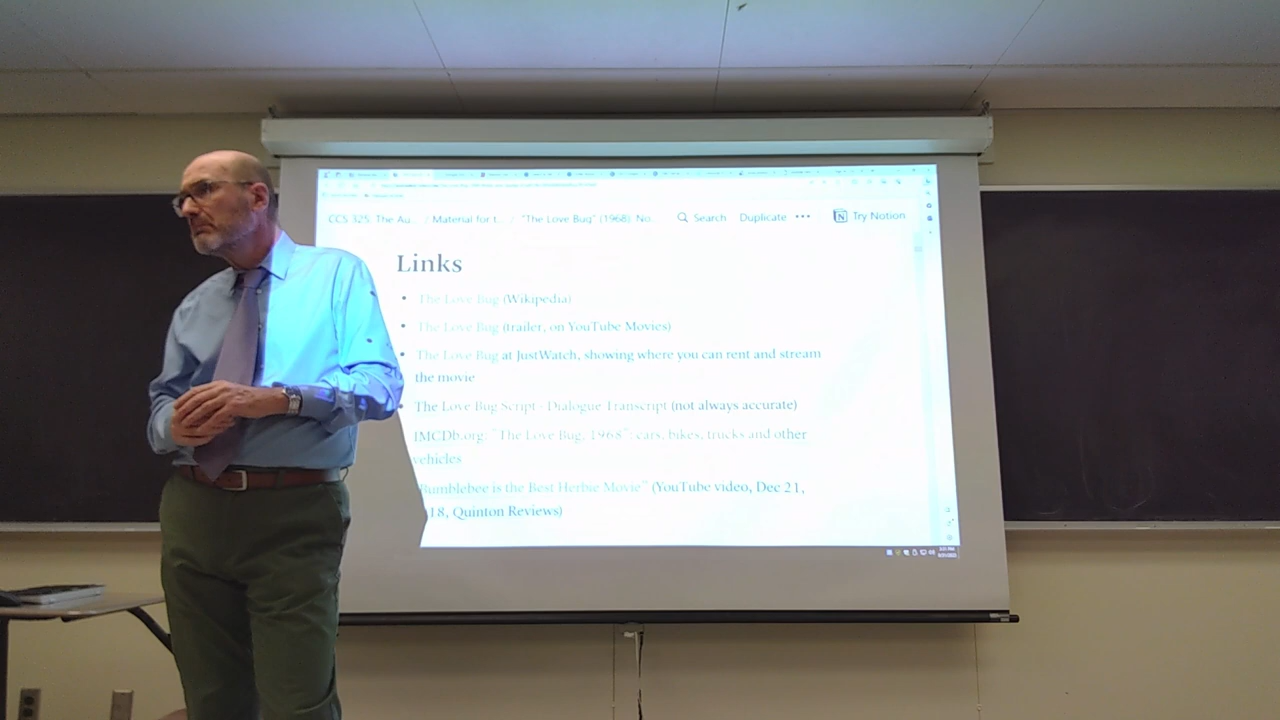 CCS 325, The Au... / Material for t... / "The Love Bug" (1968): No... Search Duplicate ••• Try Notion
Links
• The Love Bug (Wikipedia)
• The Love Bug (trailer, on YouTube Movies)
• The Love Bug at JustWatch, showing where you can rent and stream
the movie
• The Love Bug Script - Dialogue Transcript (not always accurate)
IMCDb.org: "The Love Bug, 1968": cars, bikes, trucks and other
vehicles
Bumblebee is the Best Herbie Movie" (YouTube video, Dec 21,
18, Quinton Reviews)